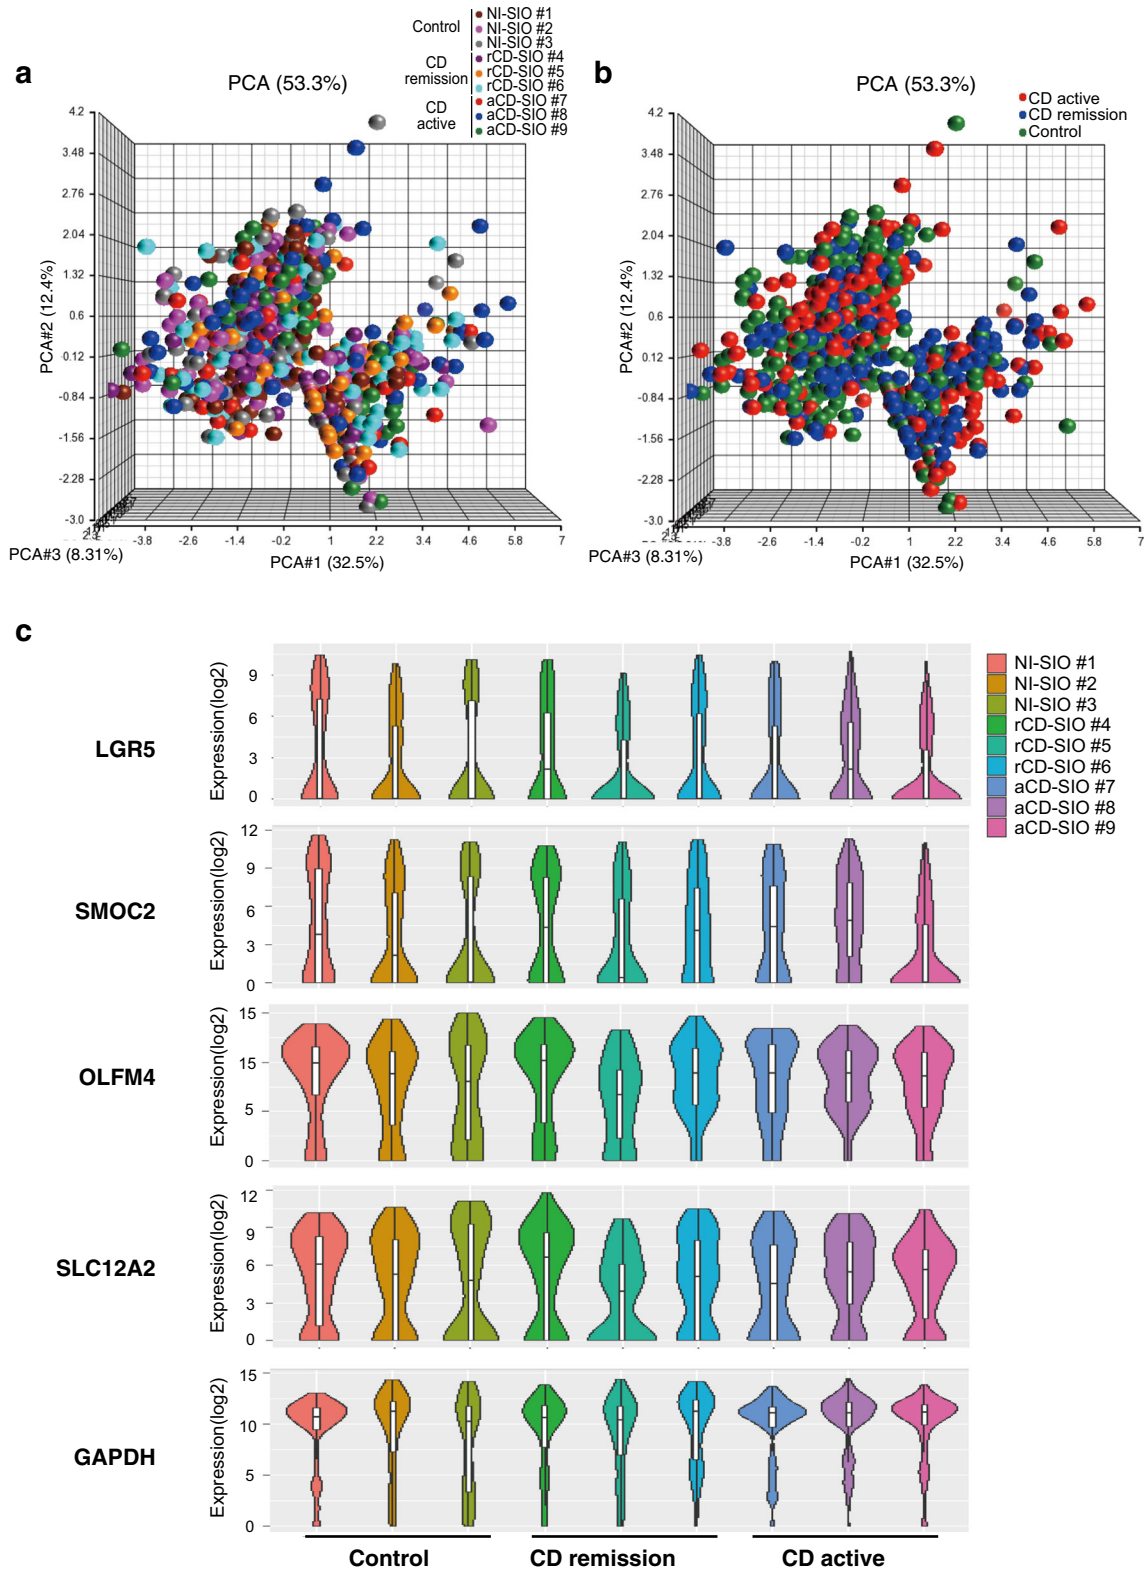 a
PCA (53.3%)
Control
NI-SIO #1
NI-SIO #2
NI-SIO #3
CD
remission
rCD-SIO #4
rCD-SIO #5
rCD-SIO #6
CD
active
aCD-SIO #7
aCD-SIO #8
aCD-SIO #9
PCA#2 (12.4%)
4.2
3.48
2.76
2.04
1.32
0.6
0.12
-0.84
-1.56
-2.28
-3.0
-3.8
-2.6
-1.4
-0.2
1
2.2
3.4
4.6
5.8
7
PCA#3 (8.31%)
PCA#1 (32.5%)
b
PCA (53.3%)
CD active
CD remission
Control
PCA#2 (12.4%)
4.2
3.48
2.76
2.04
1.32
0.6
0.12
-0.84
-1.56
-2.28
-3.0
-3.8
-2.6
-1.4
-0.2
1
2.2
3.4
4.6
5.8
7
PCA#3 (8.31%)
PCA#1 (32.5%)
c
LGR5
Expression(log2)
9
6
3
0
NI-SIO #1
NI-SIO #2
NI-SIO #3
rCD-SIO #4
rCD-SIO #5
rCD-SIO #6
aCD-SIO #7
aCD-SIO #8
aCD-SIO #9
SMOC2
Expression(log2)
12
9
6
3
0
OLFM4
Expression(log2)
15
15
5
0
SLC12A2
Expression(log2)
12
9
6
3
0
GAPDH
Expression(log2)
15
10
5
0
Control
CD remission
CD active